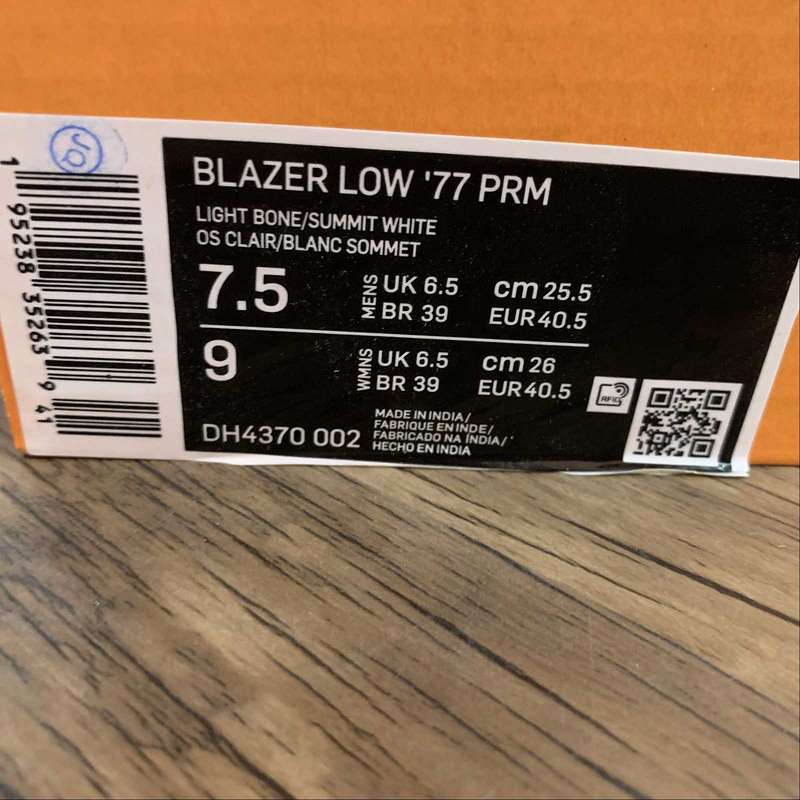 BLAZER LOW '77 PRM
LIGHT BONE/SUMMIT WHITE
OS CLAIR/BLANC SOMMET
7.5 MENS UK 6.5 cm 25.5
BR 39 EUR 40.5
9 WMNS UK 6.5 cm 26
BR 39 EUR 40.5
RFID
DH4370 002
MADE IN INDIA/
FABRIQUE EN INDE/
FABRICADO NA ÍNDIA/
HECHO EN INDIA
1 95238 35263 9 41